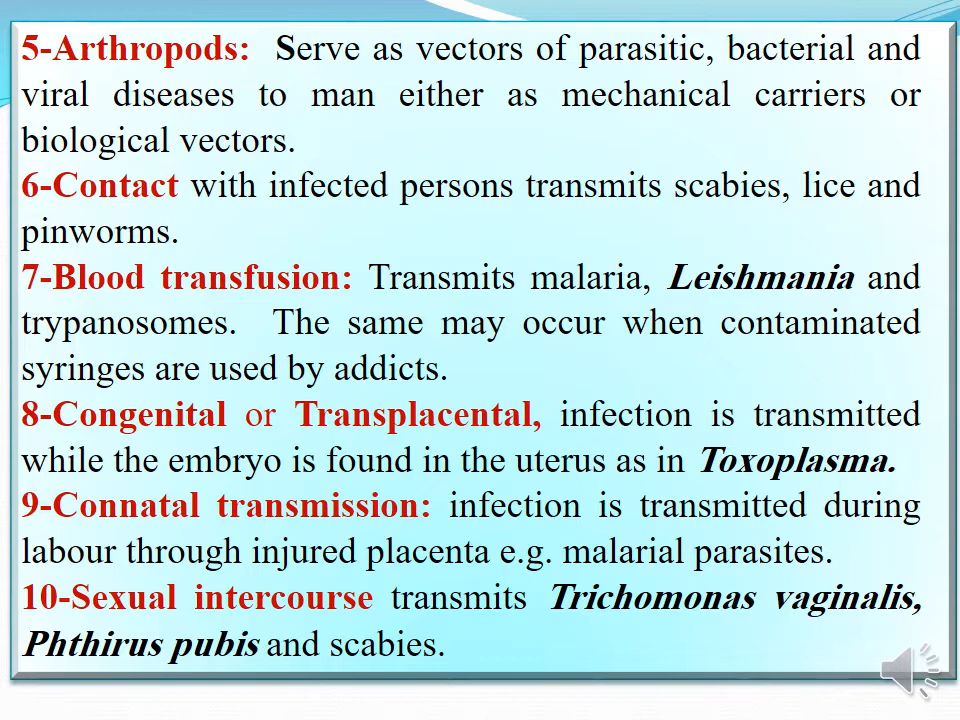 5-Arthropods: Serve as vectors of parasitic, bacterial and
viral diseases to man either as mechanical carriers or
biological vectors.
6-Contact with infected persons transmits scabies, lice and
pinworms.
7-Blood transfusion: Transmits malaria, Leishmania and
trypanosomes. The same may occur when contaminated
syringes are used by addicts.
8-Congenital or Transplacental, infection is transmitted
while the embryo is found in the uterus as in Toxoplasma.
9-Connatal transmission: infection is transmitted during
labour through injured placenta e.g. malarial parasites.
10-Sexual intercourse transmits Trichomonas vaginalis,
Phthirus pubis and scabies.